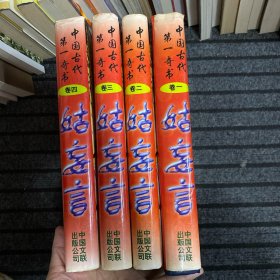 中国古代
第一奇书
卷四
姑妄言
中国文联
出版公司
中国古代
第一奇书
卷三
姑妄言
中国文联
出版公司
中国古代
第一奇书
卷二
姑妄言
中国文联
出版公司
中国古代
第一奇书
卷一
姑妄言
中国文联
出版公司